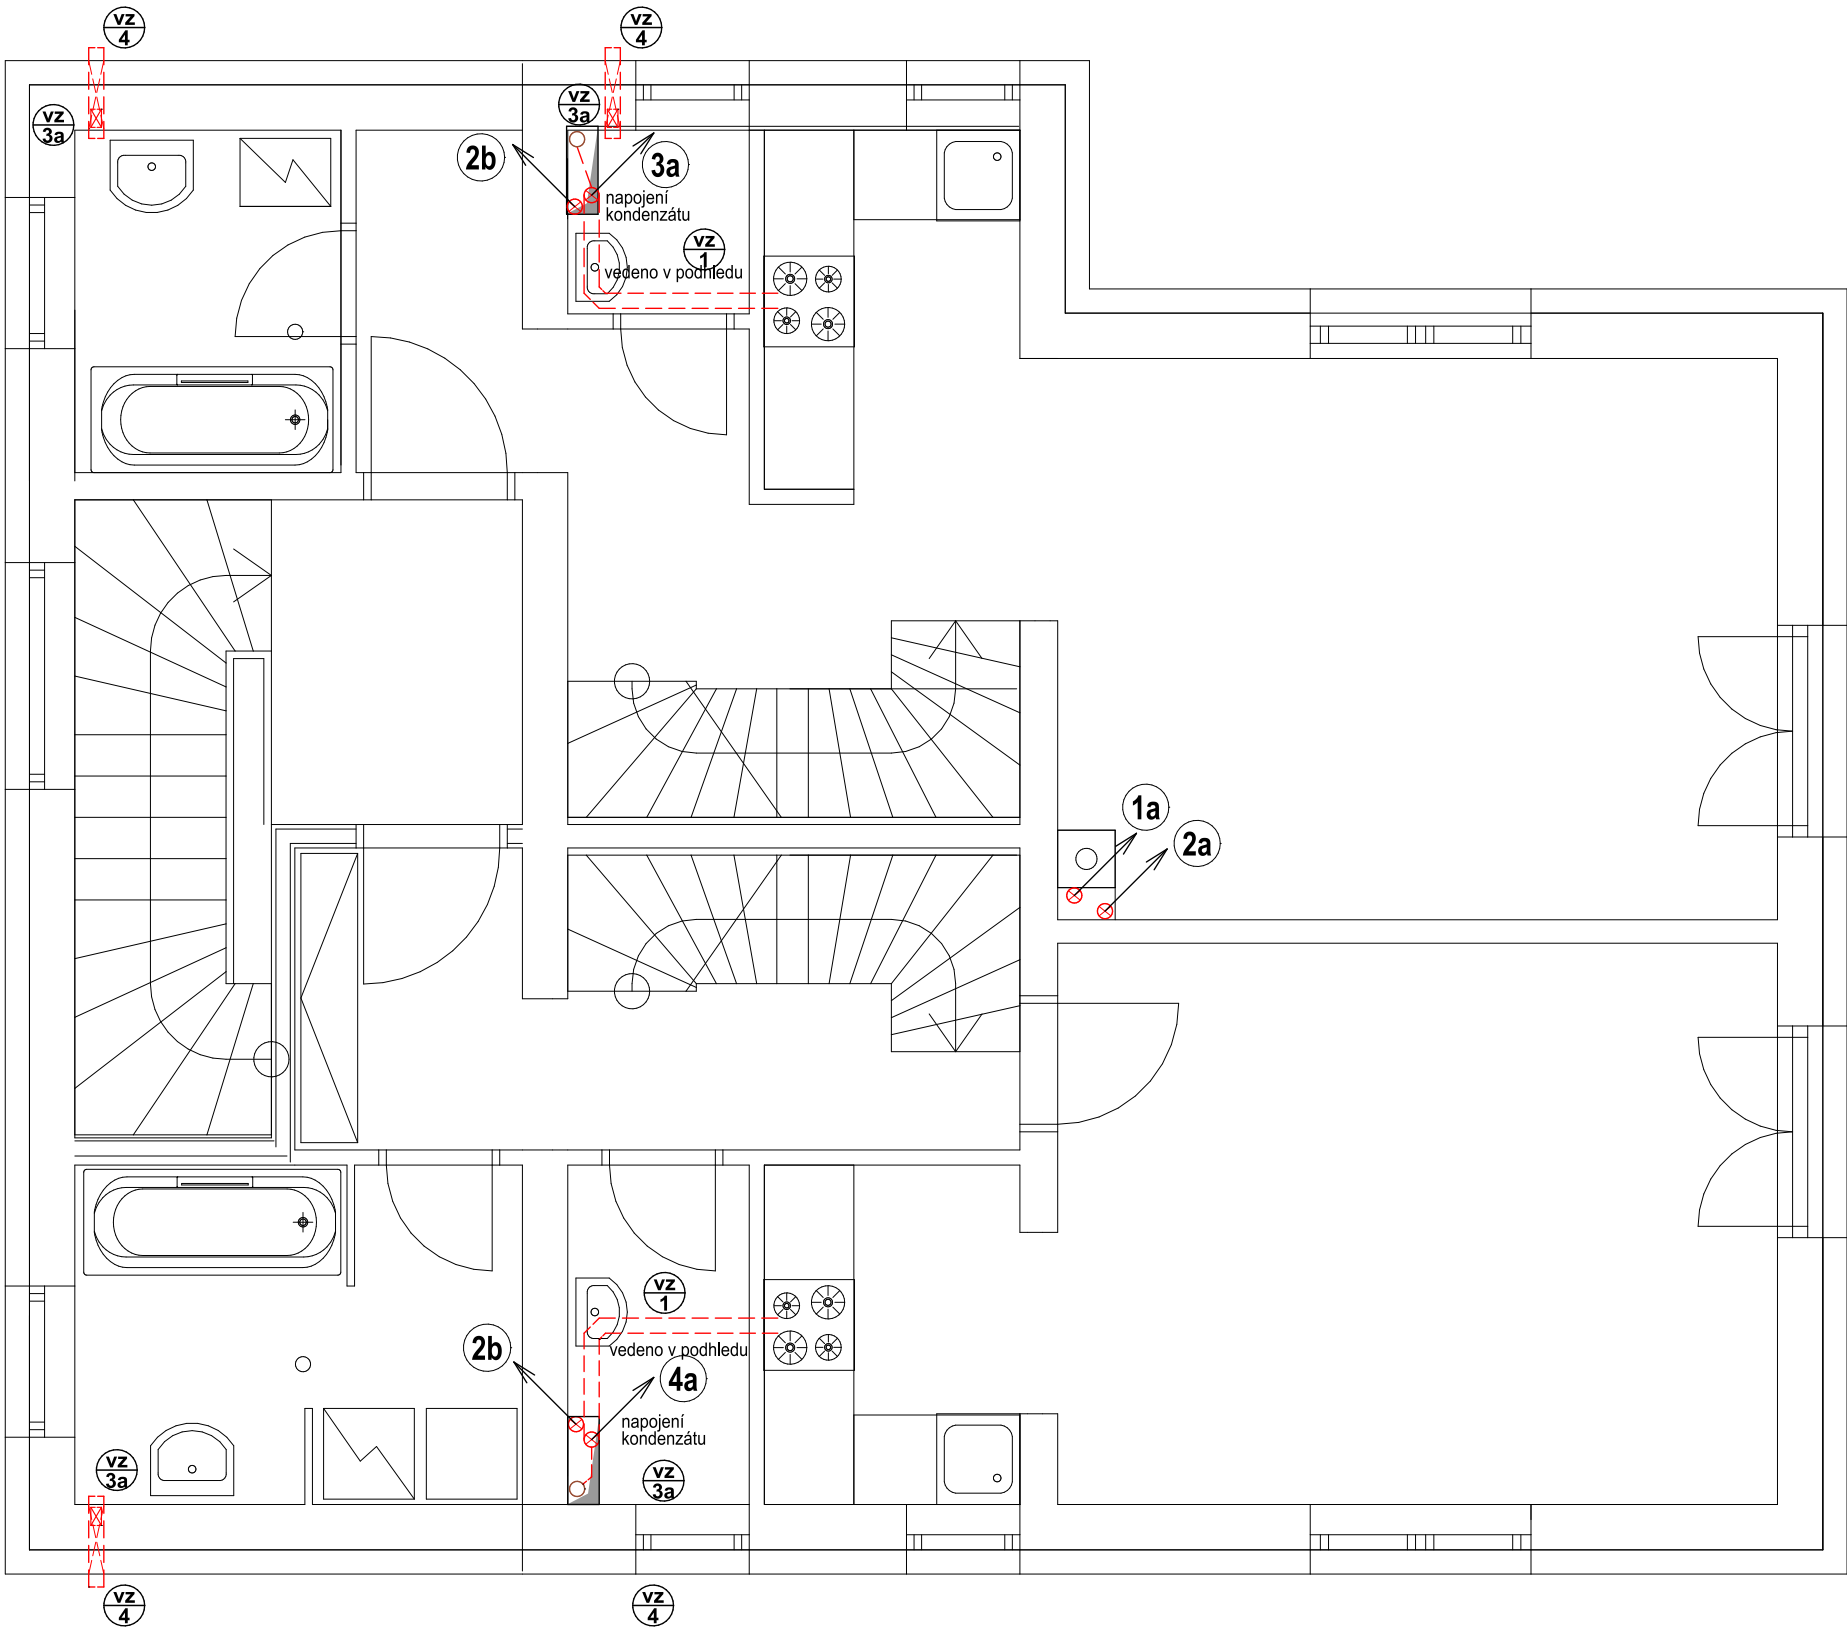 vz
4
vz
4
vz
3a
vz
3a
2b
3a
napojení
kondenzátu
vz
1
vedeno v podhledu
1a
2a
vz
1
2b
vedeno v podhledu
4a
napojení
kondenzátu
vz
3a
vz
3a
vz
4
vz
4